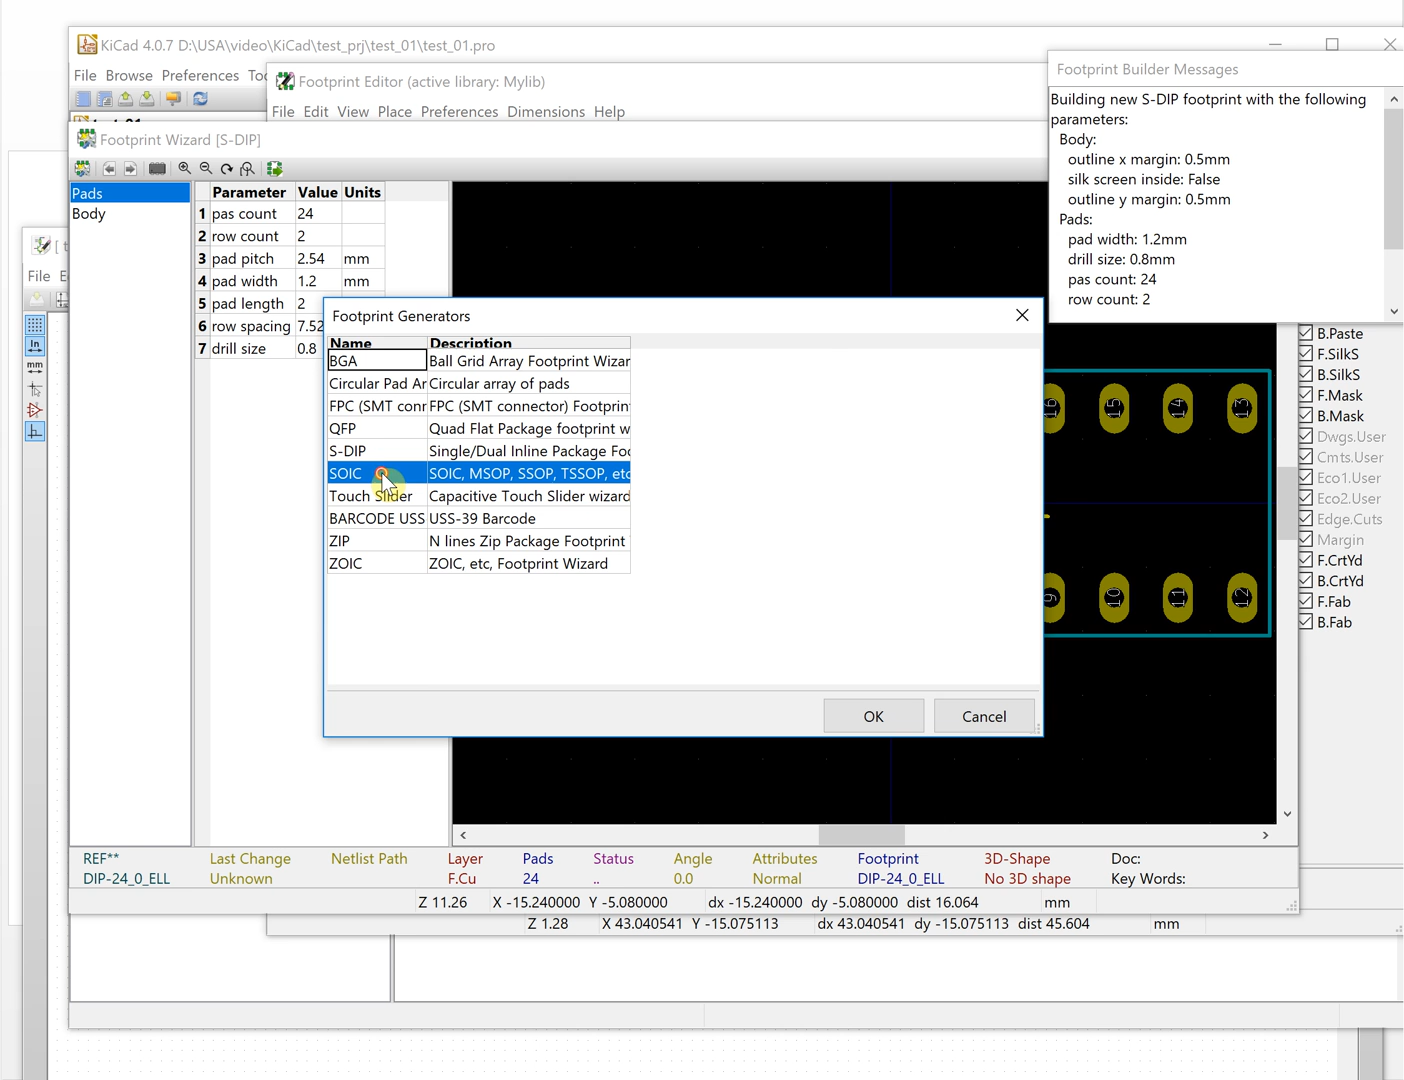 KiCad 4.0.7 D:\USA\video\KiCad\test_prj\test_01\test_01.pro
File Browse Preferences
Footprint Editor (active library: Mylib)
File Edit View Place Preferences Dimensions Help
Footprint Wizard [S-DIP]
Pads
Body
Parameter Value Units
1 pas count 24
2 row count 2
3 pad pitch 2.54 mm
4 pad width 1.2 mm
5 pad length 2
6 row spacing 7.52
7 drill size 0.8
File
In
mm
Footprint Builder Messages
Building new S-DIP footprint with the following
parameters:
Body:
outline x margin: 0.5mm
silk screen inside: False
outline y margin: 0.5mm
Pads:
pad width: 1.2mm
drill size: 0.8mm
pas count: 24
row count: 2
Footprint Generators
Name Description
BGA Ball Grid Array Footprint Wizar
Circular Pad Ar Circular array of pads
FPC (SMT conr FPC (SMT connector) Footprin
QFP Quad Flat Package footprint w
S-DIP Single/Dual Inline Package Foo
SOIC SOIC, MSOP, SSOP, TSSOP, etc
Touch Slider Capacitive Touch Slider wizard
BARCODE USS USS-39 Barcode
ZIP N lines Zip Package Footprint
ZOIC ZOIC, etc, Footprint Wizard
OK Cancel
16 15 14 13
9 10 11 12
B.Paste
F.SilkS
B.SilkS
F.Mask
B.Mask
Dwgs.User
Cmts.User
Eco1.User
Eco2.User
Edge.Cuts
Margin
F.CrtYd
B.CrtYd
F.Fab
B.Fab
REF** Last Change Netlist Path Layer Pads Status Angle Attributes Footprint 3D-Shape Doc:
DIP-24_0_ELL Unknown F.Cu 24 .. 0.0 Normal DIP-24_0_ELL No 3D shape Key Words:
Z 11.26 X -15.240000 Y -5.080000 dx -15.240000 dy -5.080000 dist 16.064 mm
Z 1.28 X 43.040541 Y -15.075113 dx 43.040541 dy -15.075113 dist 45.604 mm